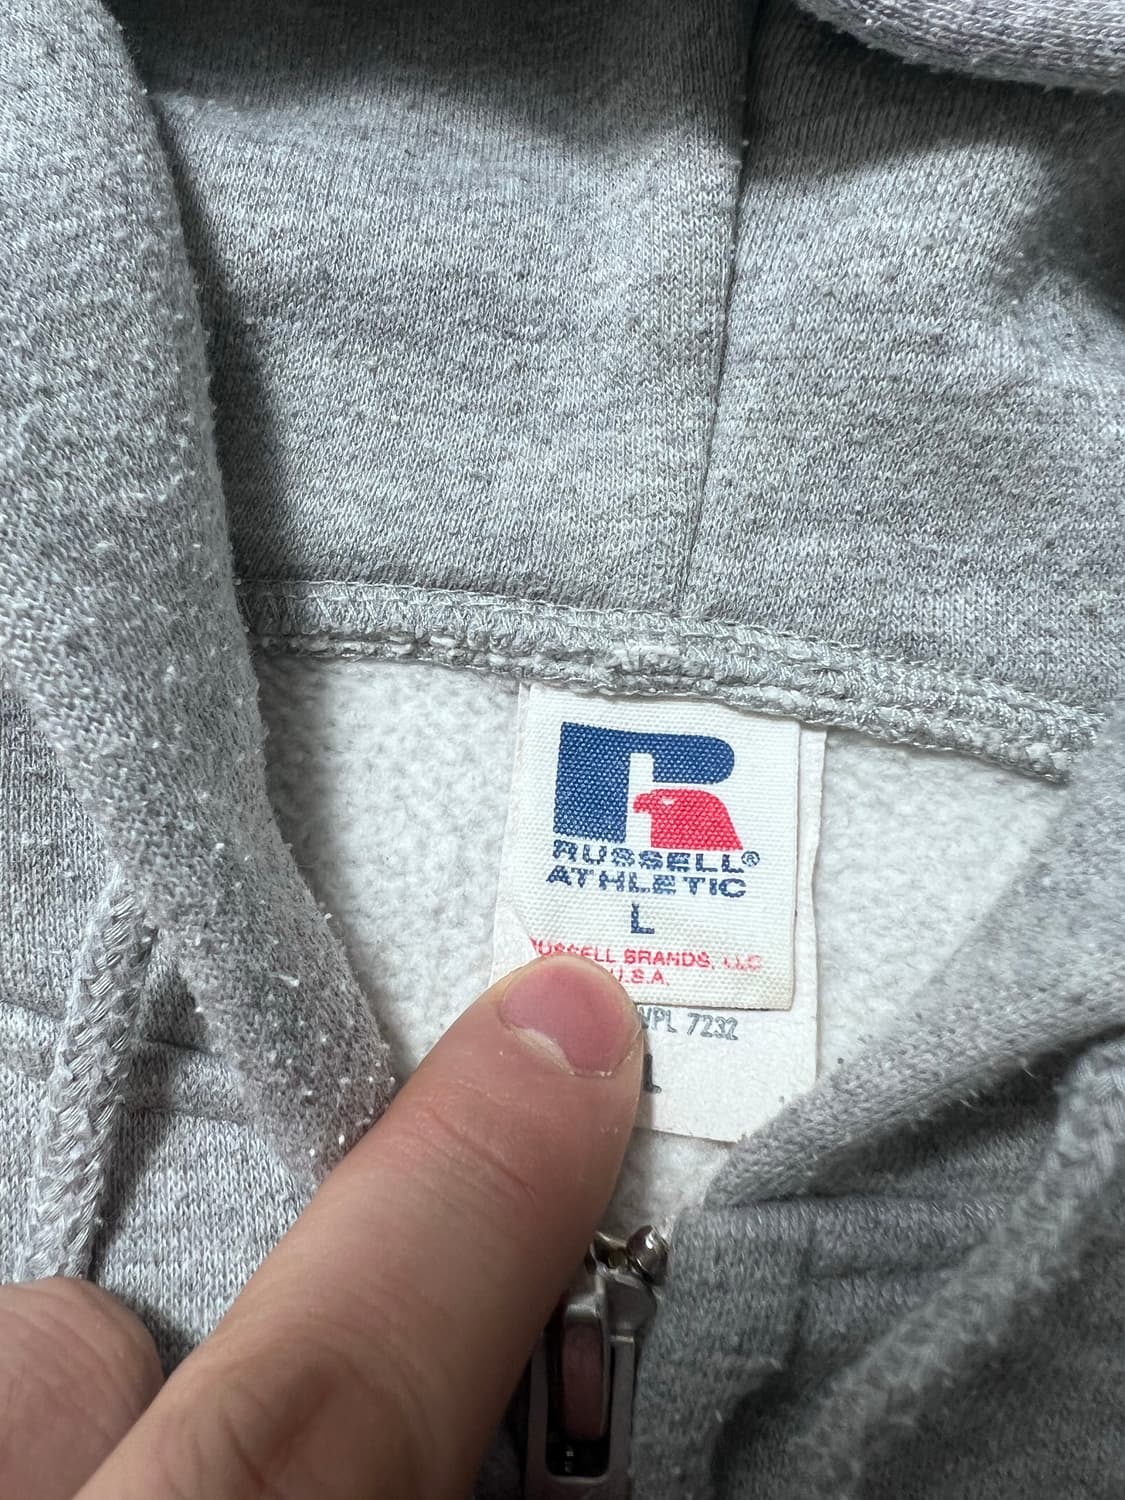 RUSSELL®
ATHLETIC
L
RUSSELL BRANDS, LLC
U.S.A.
WPL 7232
L